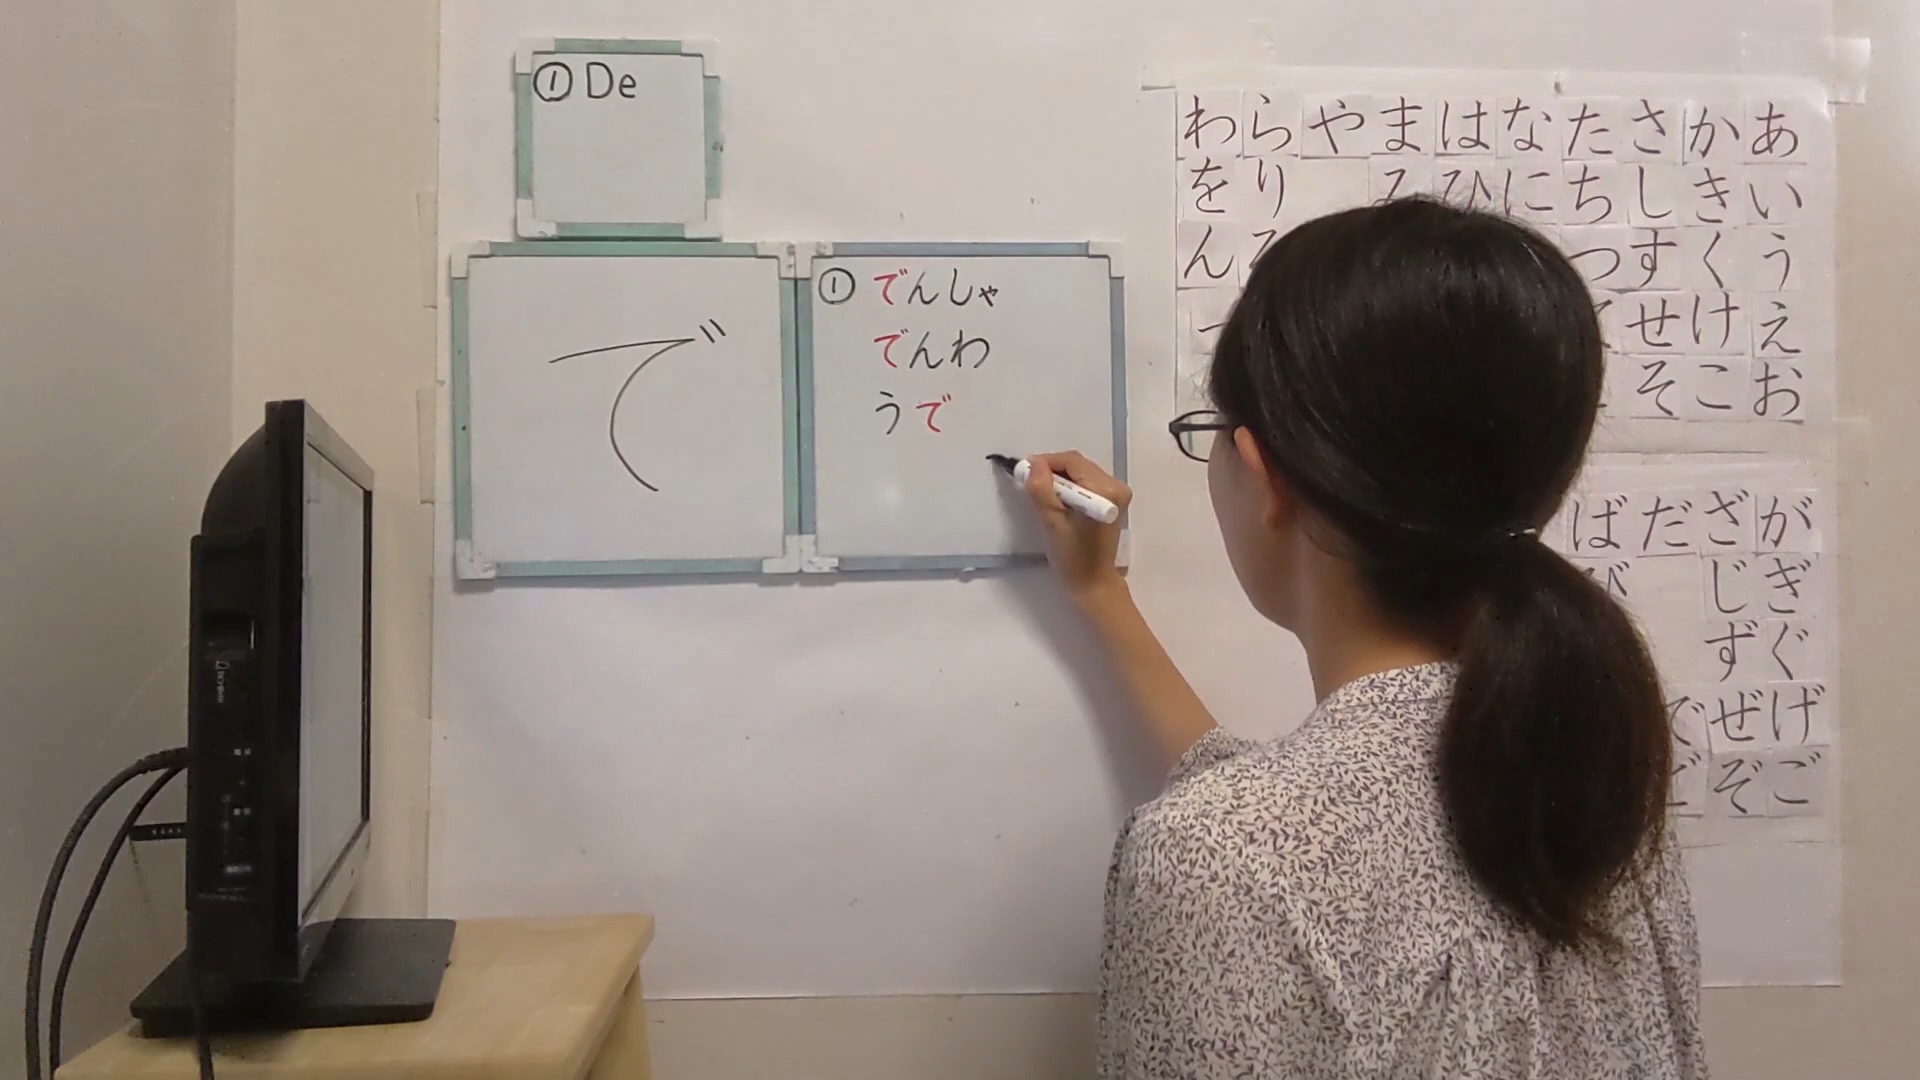 ① De
で
① でんしゃ
でんわ
うで
わらやまはなたさかあ
をり みひにちしきい
ん つすくう
せけえ
そこお
ばだざが
びじぎ
ずぐ
でぜげ
どぞご